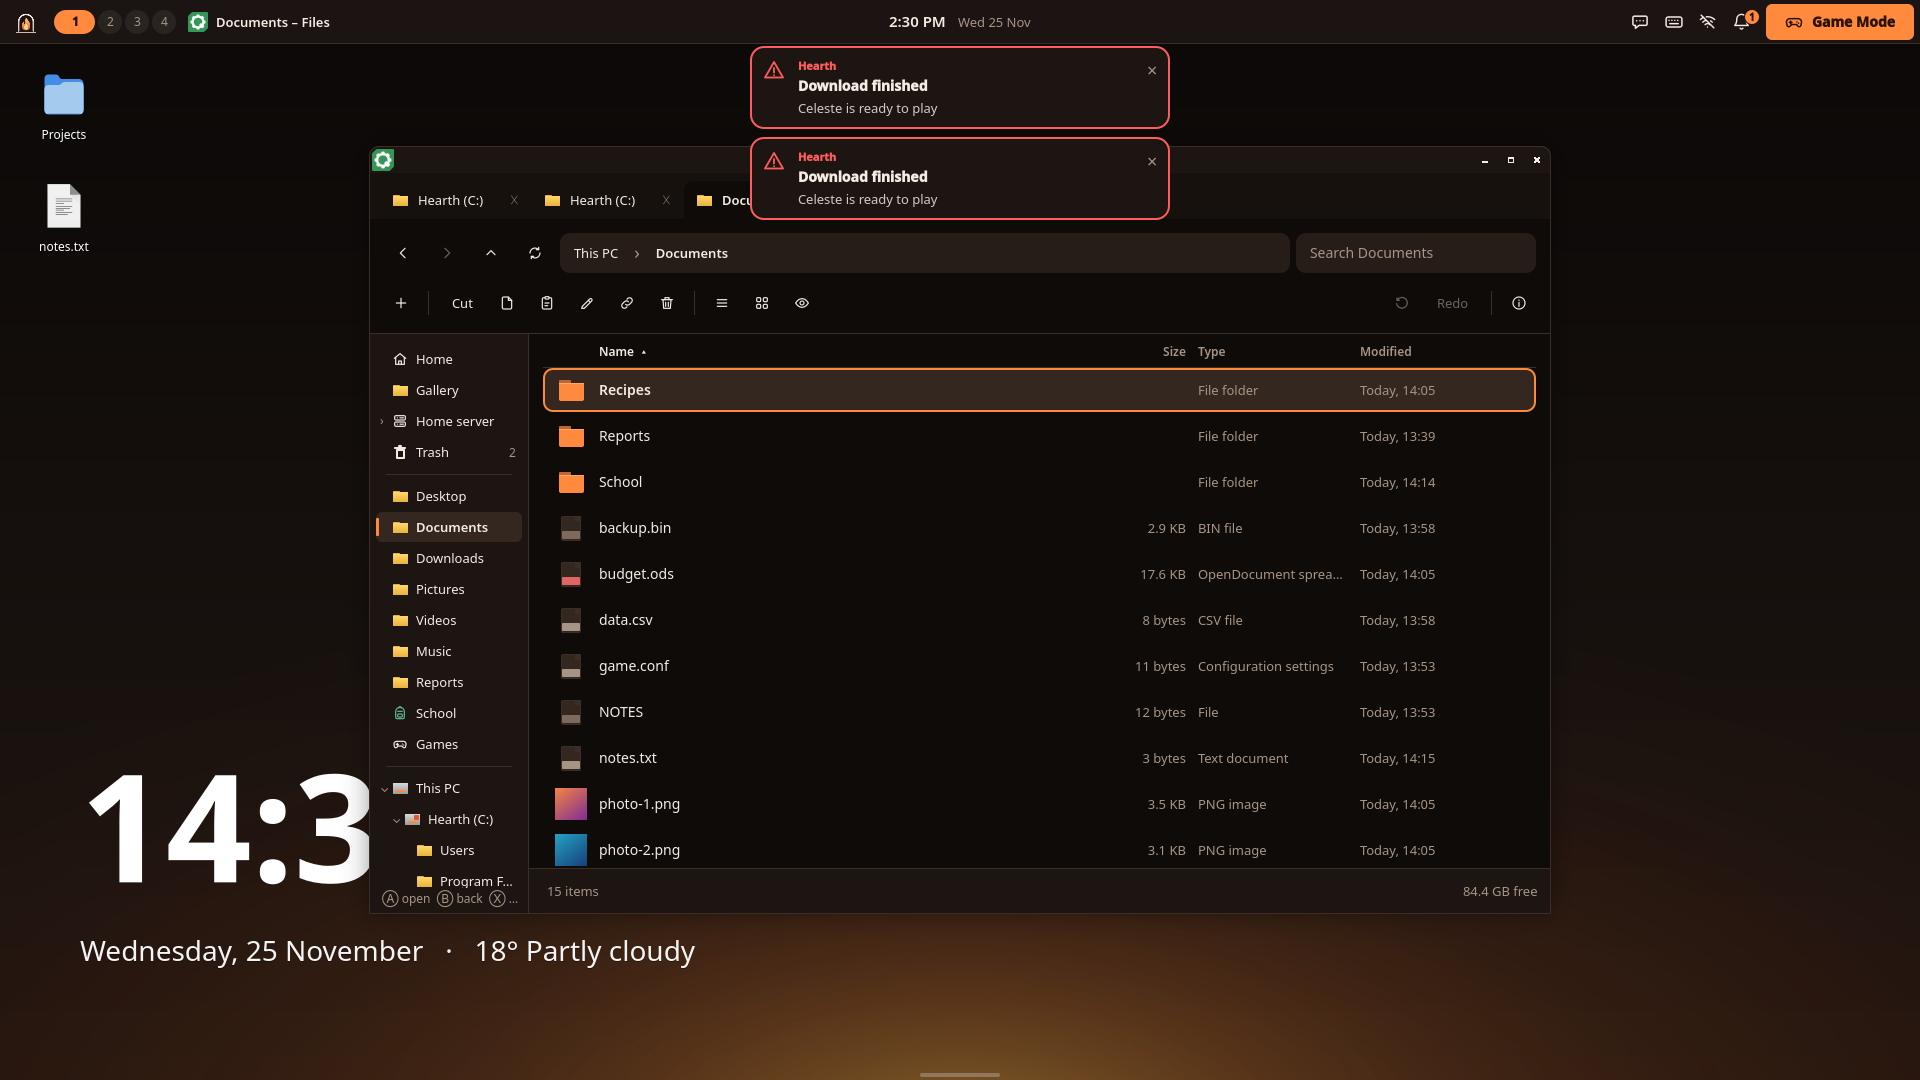 1 2 3 4 Documents – Files 2:30 PM Wed 25 Nov 1 Game Mode
Hearth
Download finished
Celeste is ready to play
Hearth
Download finished
Celeste is ready to play
Projects
notes.txt
Hearth (C:) X Hearth (C:) X Docu
This PC › Documents Search Documents
Cut Redo
Home
Gallery
Home server
Trash 2
Desktop
Documents
Downloads
Pictures
Videos
Music
Reports
School
Games
This PC
Hearth (C:)
Users
Program F...
A open B back X ...
Name Size Type Modified
Recipes File folder Today, 14:05
Reports File folder Today, 13:39
School File folder Today, 14:14
backup.bin 2.9 KB BIN file Today, 13:58
budget.ods 17.6 KB OpenDocument sprea... Today, 14:05
data.csv 8 bytes CSV file Today, 13:58
game.conf 11 bytes Configuration settings Today, 13:53
NOTES 12 bytes File Today, 13:53
notes.txt 3 bytes Text document Today, 14:15
photo-1.png 3.5 KB PNG image Today, 14:05
photo-2.png 3.1 KB PNG image Today, 14:05
15 items 84.4 GB free
14:3
Wednesday, 25 November · 18° Partly cloudy